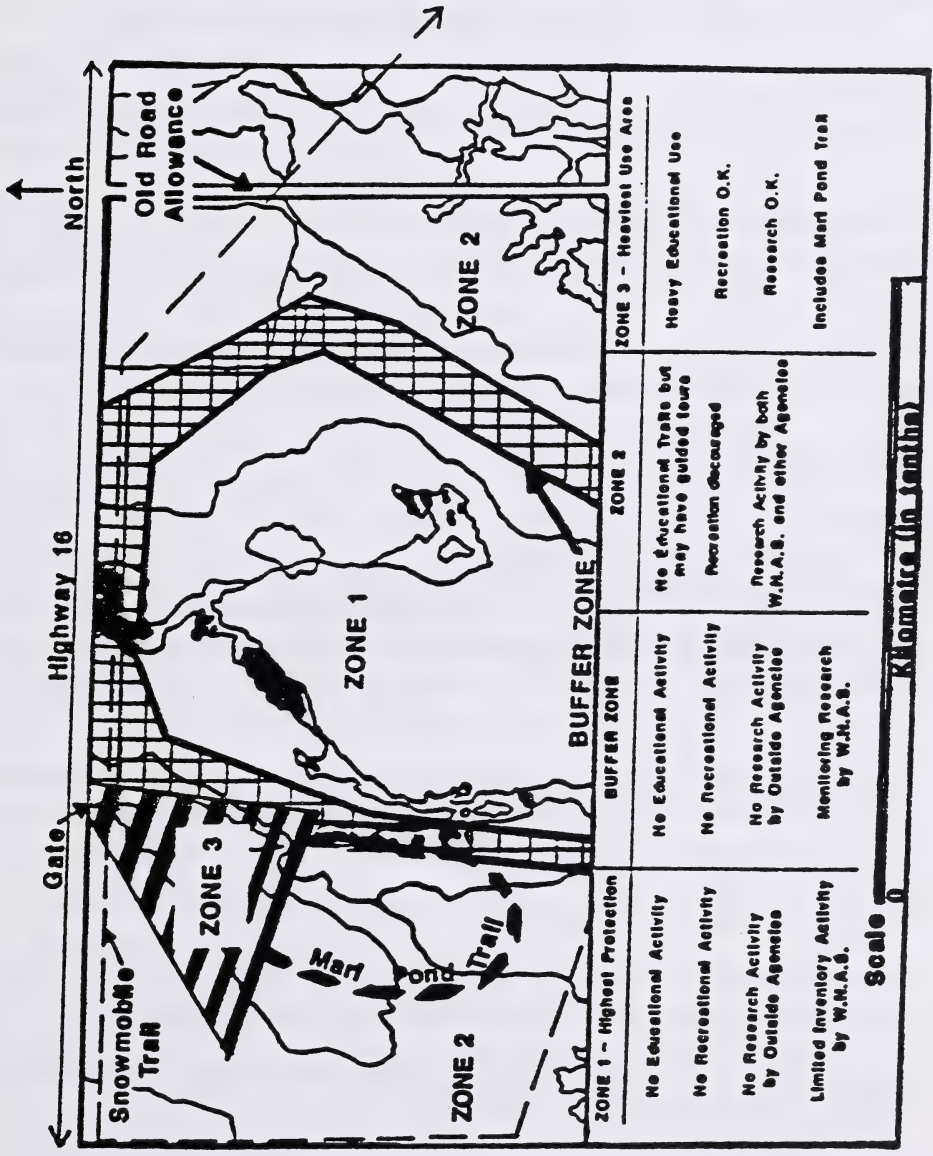 Highway 16
North
Gate
Snowmobile
Trail
Old Road
Allowance
ZONE 3
Marl Pond Trail
ZONE 1
ZONE 2
ZONE 2
BUFFER ZONE
ZONE 1 - Highest Protection
No Educational Activity
No Recreational Activity
No Research Activity
by Outside Agencies
Limited Inventory Activity
by W.N.A.S.
BUFFER ZONE
No Educational Activity
No Recreational Activity
No Research Activity
by Outside Agencies
Monitoring Research
by W.N.A.S.
ZONE 2
No Educational Trails but
may have guided tours
Recreation discouraged
Research Activity by both
W.N.A.S. and other Agencies
ZONE 3 - Heaviest Use Area
Heavy Educational Use
Recreation O.K.
Research O.K.
Includes Marl Pond Trail
Scale
0
Kilometre (in tenths)